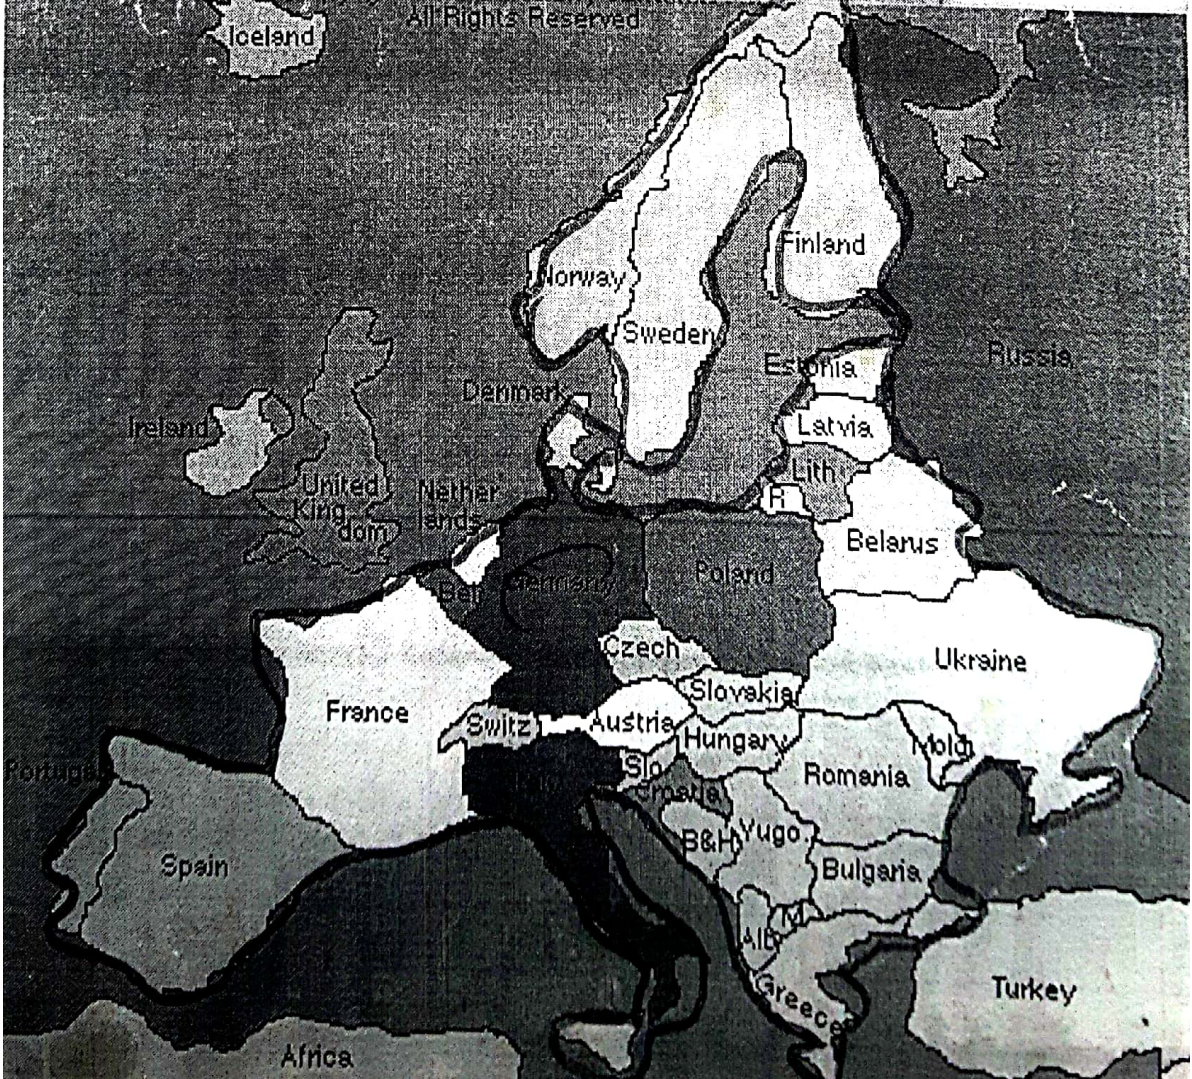 All Rights Reserved
Iceland
Finland
Norway
Sweden
Russia
Estonia
Denmark
Latvia
Ireland
Lith
United
King
dom
Nether
lands
R
Belarus
Germany
Poland
Bel
Czech
Ukraine
Slovakia
France
Switz
Austria
Hungary
Mold
Slo
Romania
Portugal
Croatia
B&H
Yugo
Spain
Bulgaria
M
Alb
Greece
Turkey
Africa